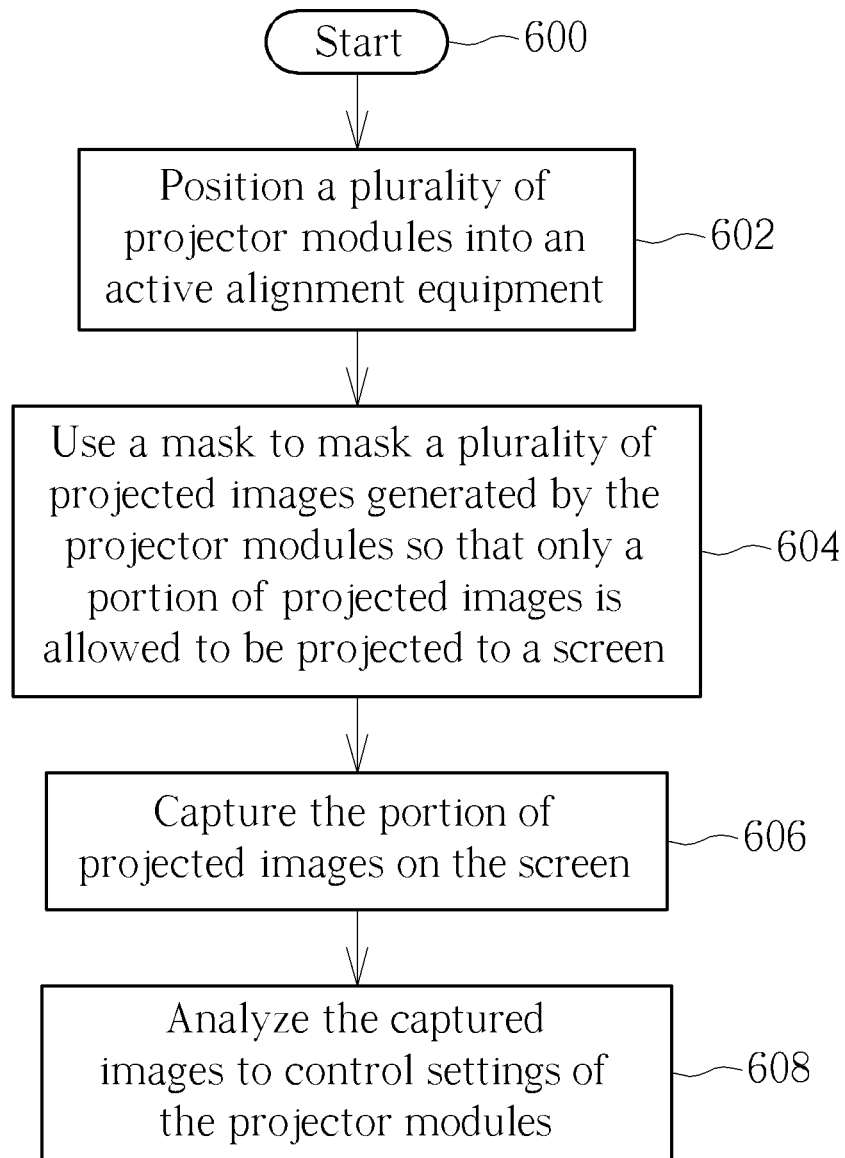 Start
600
Position a plurality of
projector modules into an
active alignment equipment
602
Use a mask to mask a plurality of
projected images generated by the
projector modules so that only a
portion of projected images is
allowed to be projected to a screen
604
Capture the portion of
projected images on the screen
606
Analyze the captured
images to control settings of
the projector modules
608